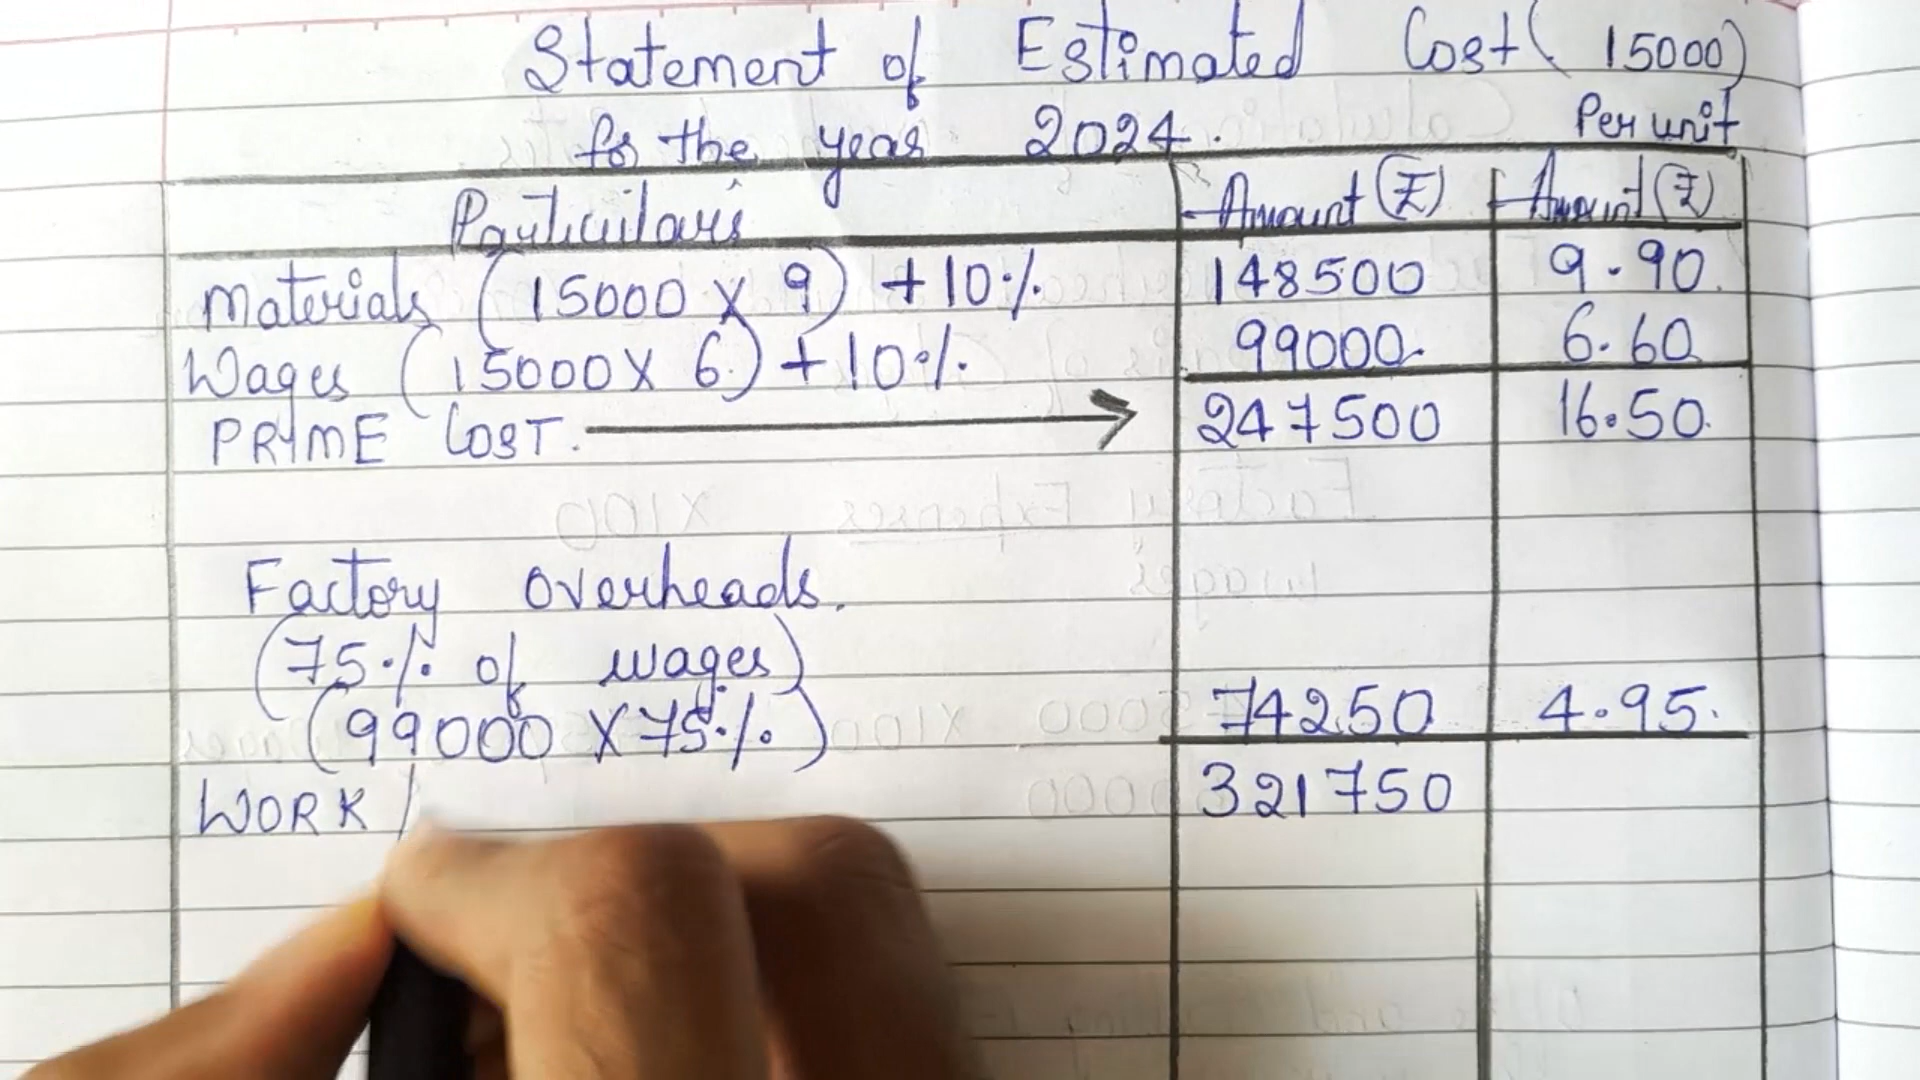 Statement of Estimated Cost (15000)
for the year 2024. Per unit
Particulars Amount (₹) Amount (₹)
Materials (15000 X 9) + 10% 148500 9.90
Wages (15000 X 6) + 10% 99000 6.60
PRIME COST. → 247500 16.50
Factory Overheads.
(75% of wages)
(99000 X 75%) 74250 4.95
WORK / 321750